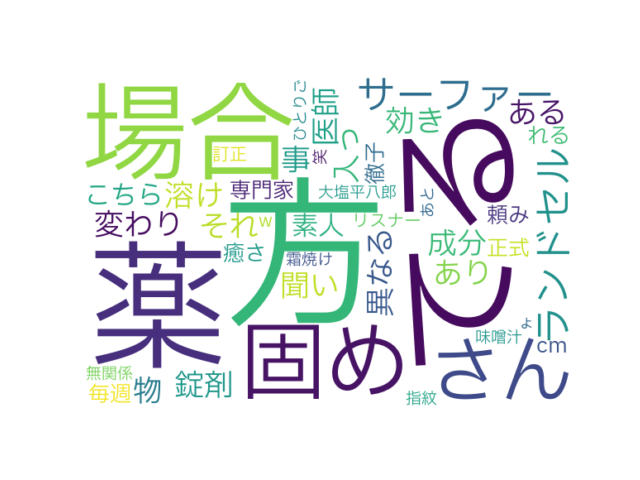 場合
ひとりご
医師
サーファー
ある
れる
効き
る
訂正
笑
事
入っ
徹子
ランドセル
こちら
溶け
専門家
大塩平八郎
あと
頼み
変わり
それ
w
素人
リスナー
方
薬
癒さ
霜焼け
聞い
異なる
成分
正式
あり
て
固め
さん
味噌汁
ょ
cm
無関係
毎週
物
錠剤
指紋